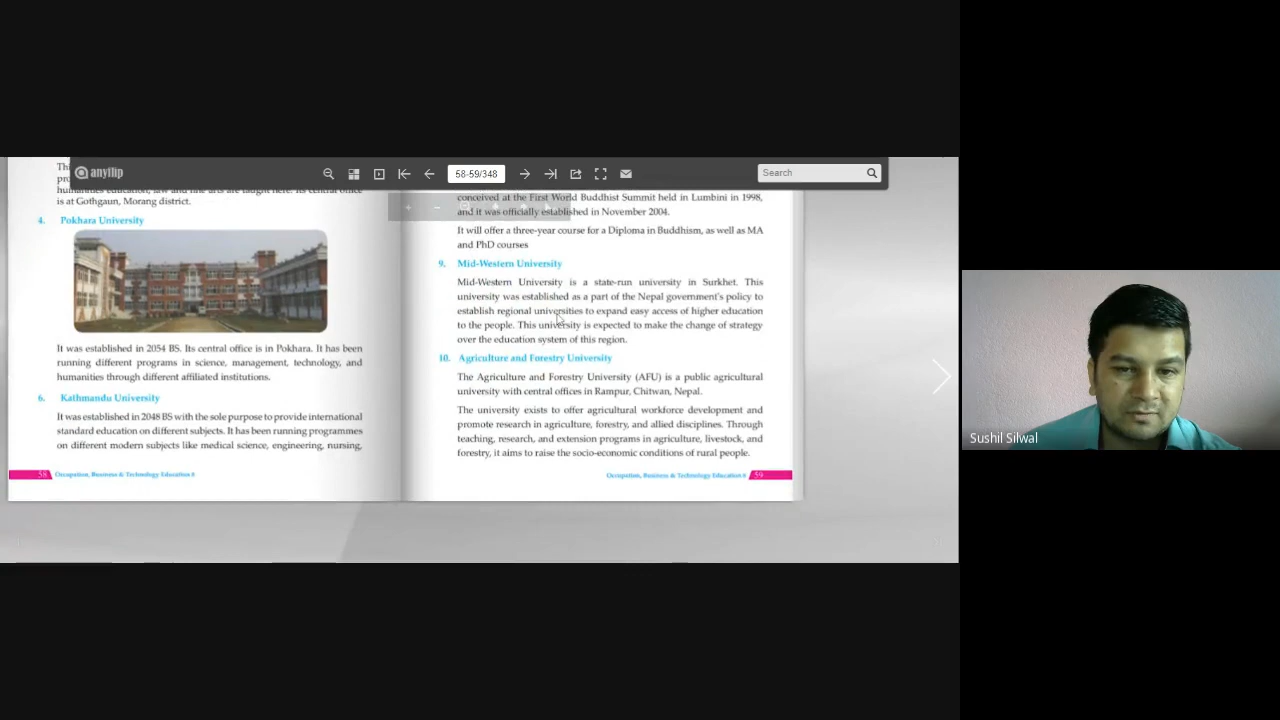 anyflip
58-59/348
Search
humanities education, law and fine arts are taught here. Its central office
is at Gothgaun, Morang district.
4. Pokhara University
It was established in 2054 BS. Its central office is in Pokhara. It has been
running different programs in science, management, technology, and
humanities through different affiliated institutions.
6. Kathmandu University
It was established in 2048 BS with the sole purpose to provide international
standard education on different subjects. It has been running programmes
on different modern subjects like medical science, engineering, nursing,
58 Occupation, Business & Technology Education 8
conceived at the First World Buddhist Summit held in Lumbini in 1998,
and it was officially established in November 2004.
It will offer a three-year course for a Diploma in Buddhism, as well as MA
and PhD courses
9. Mid-Western University
Mid-Western University is a state-run university in Surkhet. This
university was established as a part of the Nepal government's policy to
establish regional universities to expand easy access of higher education
to the people. This university is expected to make the change of strategy
over the education system of this region.
10. Agriculture and Forestry University
The Agriculture and Forestry University (AFU) is a public agricultural
university with central offices in Rampur, Chitwan, Nepal.
The university exists to offer agricultural workforce development and
promote research in agriculture, forestry, and allied disciplines. Through
teaching, research, and extension programs in agriculture, livestock, and
forestry, it aims to raise the socio-economic conditions of rural people.
Occupation, Business & Technology Education 8 59
Sushil Silwal